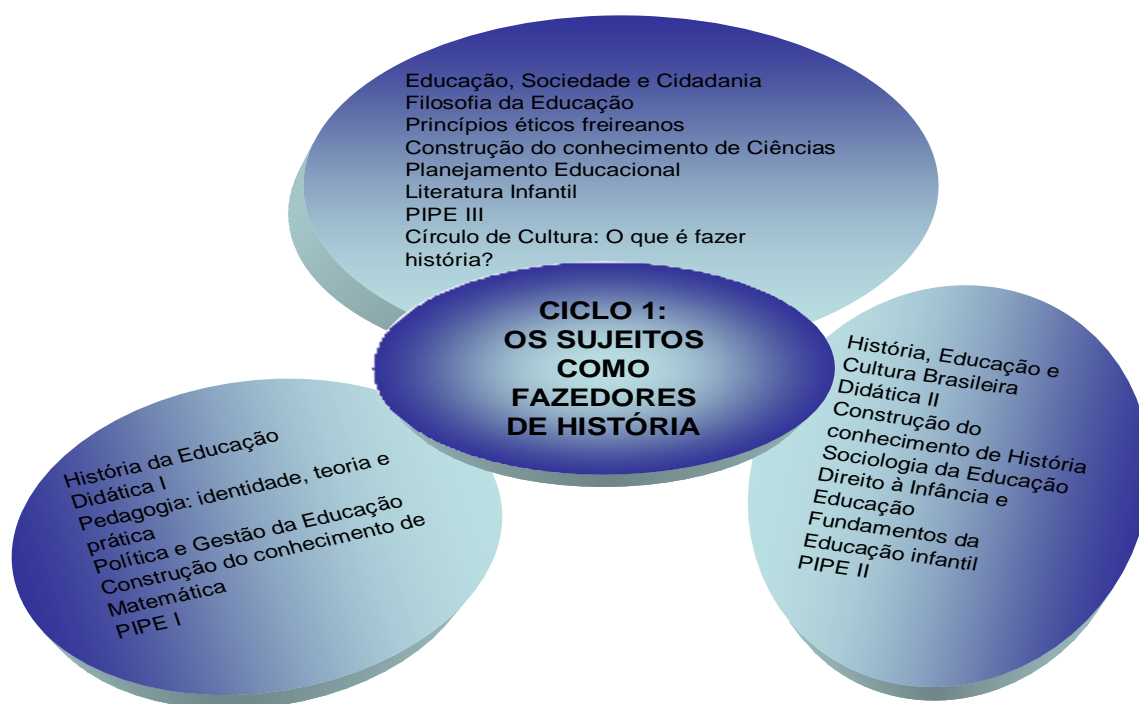 Educação, Sociedade e Cidadania
Filosofia da Educação
Princípios éticos freireanos
Construção do conhecimento de Ciências
Planejamento Educacional
Literatura Infantil
PIPE III
Círculo de Cultura: O que é fazer
história?
CICLO 1:
OS SUJEITOS
COMO
FAZEDORES
DE HISTÓRIA
História da Educação
Didática I
Pedagogia: identidade, teoria e
prática
Política e Gestão da Educação
Construção do conhecimento de
Matemática
PIPE I
História, Educação e
Cultura Brasileira
Didática II
Construção do
conhecimento de História
Sociologia da Educação
Direito à Infância e
Educação
Fundamentos da
Educação infantil
PIPE II